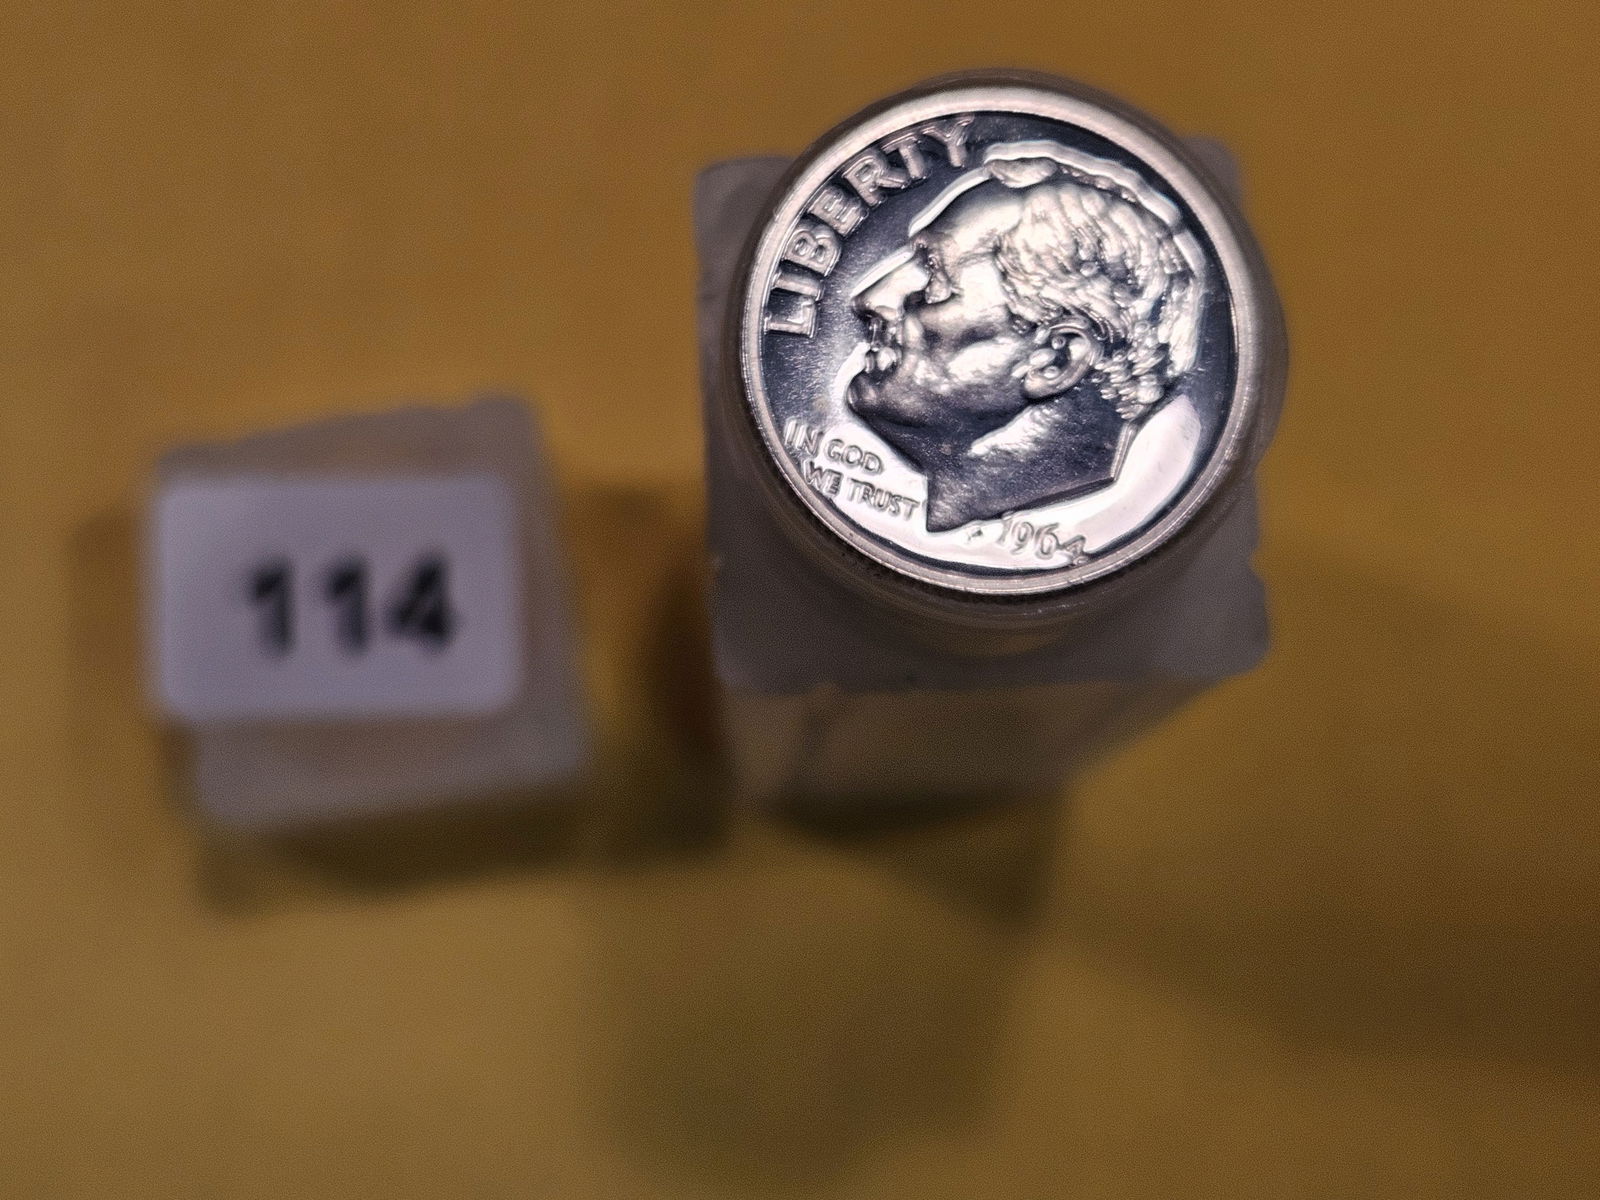 114
LIBERTY
IN GOD
WE TRUST
1964